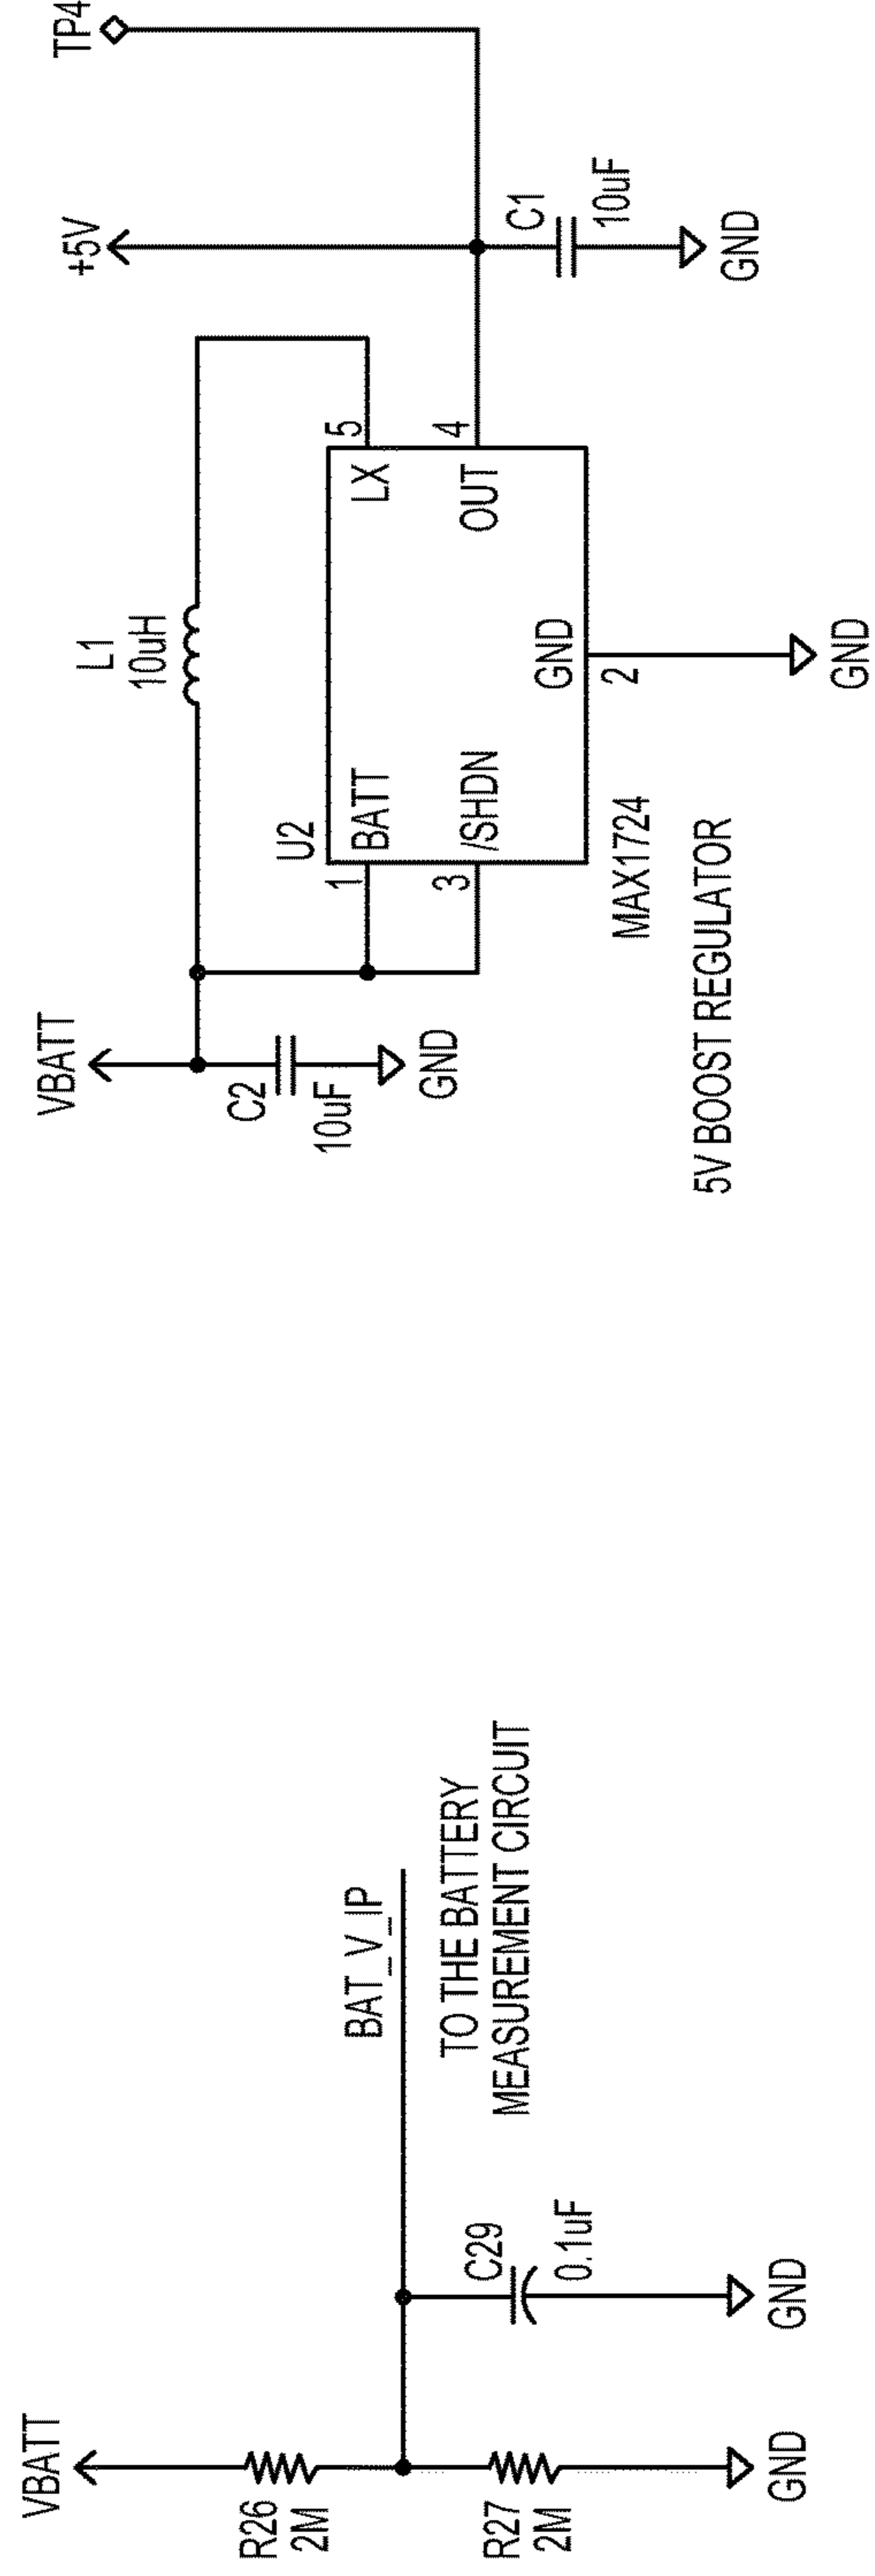 VBATT
R26
2M
R27
2M
GND
C29
0.1uF
GND
BAT_V_IP
TO THE BATTERY
MEASUREMENT CIRCUIT
VBATT
C2
10uF
GND
L1
10uH
U2
1
BATT
3
/SHDN
5
LX
4
OUT
GND
2
GND
MAX1724
5V BOOST REGULATOR
+5V
C1
10uF
GND
TP4